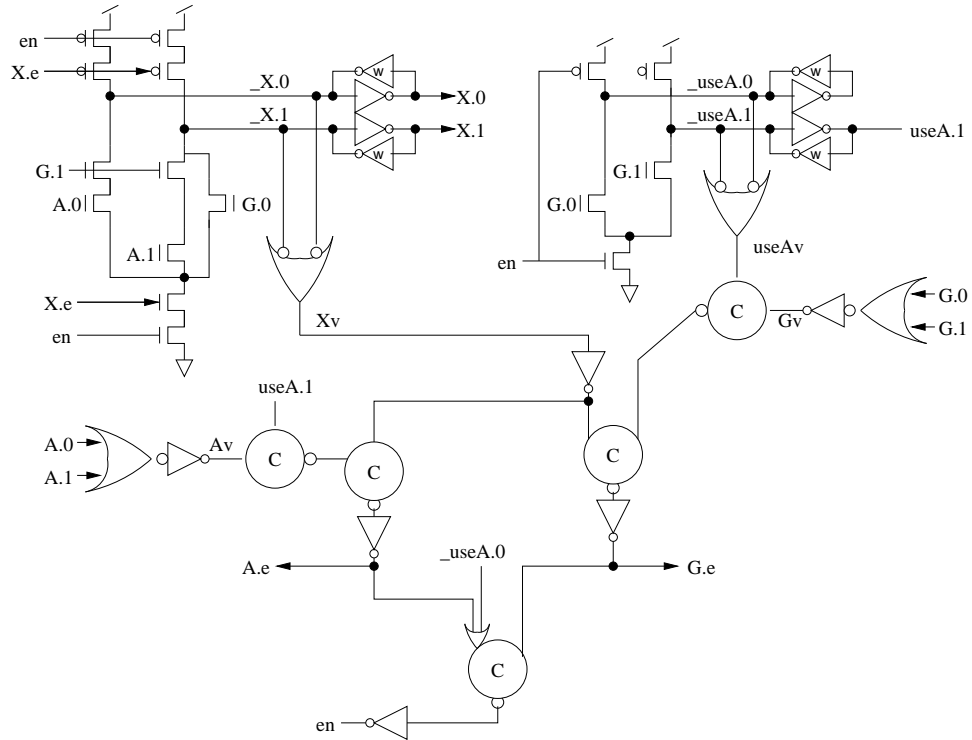 en
X.e
_X.0
w
X.0
_X.1
X.1
w
G.1
A.0
G.0
A.1
X.e
en
Xv
_useA.0
w
_useA.1
useA.1
w
G.1
G.0
en
useAv
C
Gv
G.0
G.1
useA.1
A.0
A.1
Av
C
C
C
_useA.0
A.e
G.e
C
en